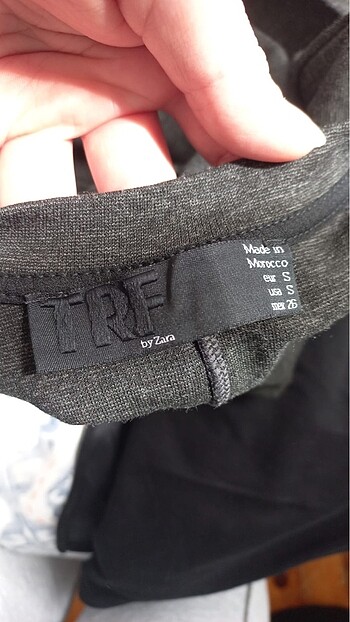 TRF
by Zara
Made in
Morocco
eur S
usa S
mex 26